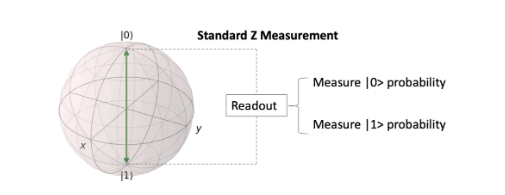 |0⟩
Standard Z Measurement
Measure |0> probability
Readout
y
Measure |1> probability
x
|1⟩